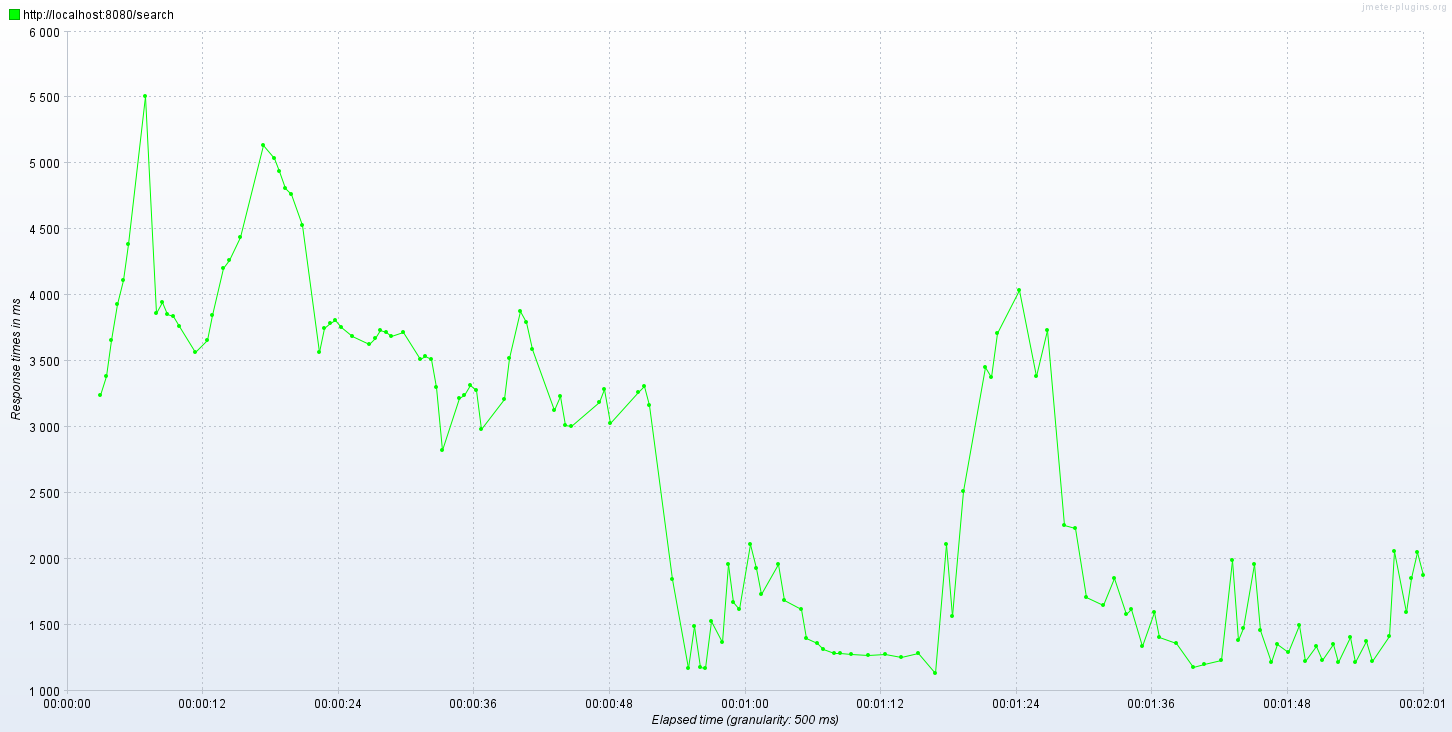 http://localhost:8080/search
jmeter-plugins.org
6 000
5 500
5 000
4 500
4 000
3 500
3 000
2 500
2 000
1 500
1 000
Response times in ms
00:00:00 00:00:12 00:00:24 00:00:36 00:00:48 00:01:00 00:01:12 00:01:24 00:01:36 00:01:48 00:02:01
Elapsed time (granularity: 500 ms)